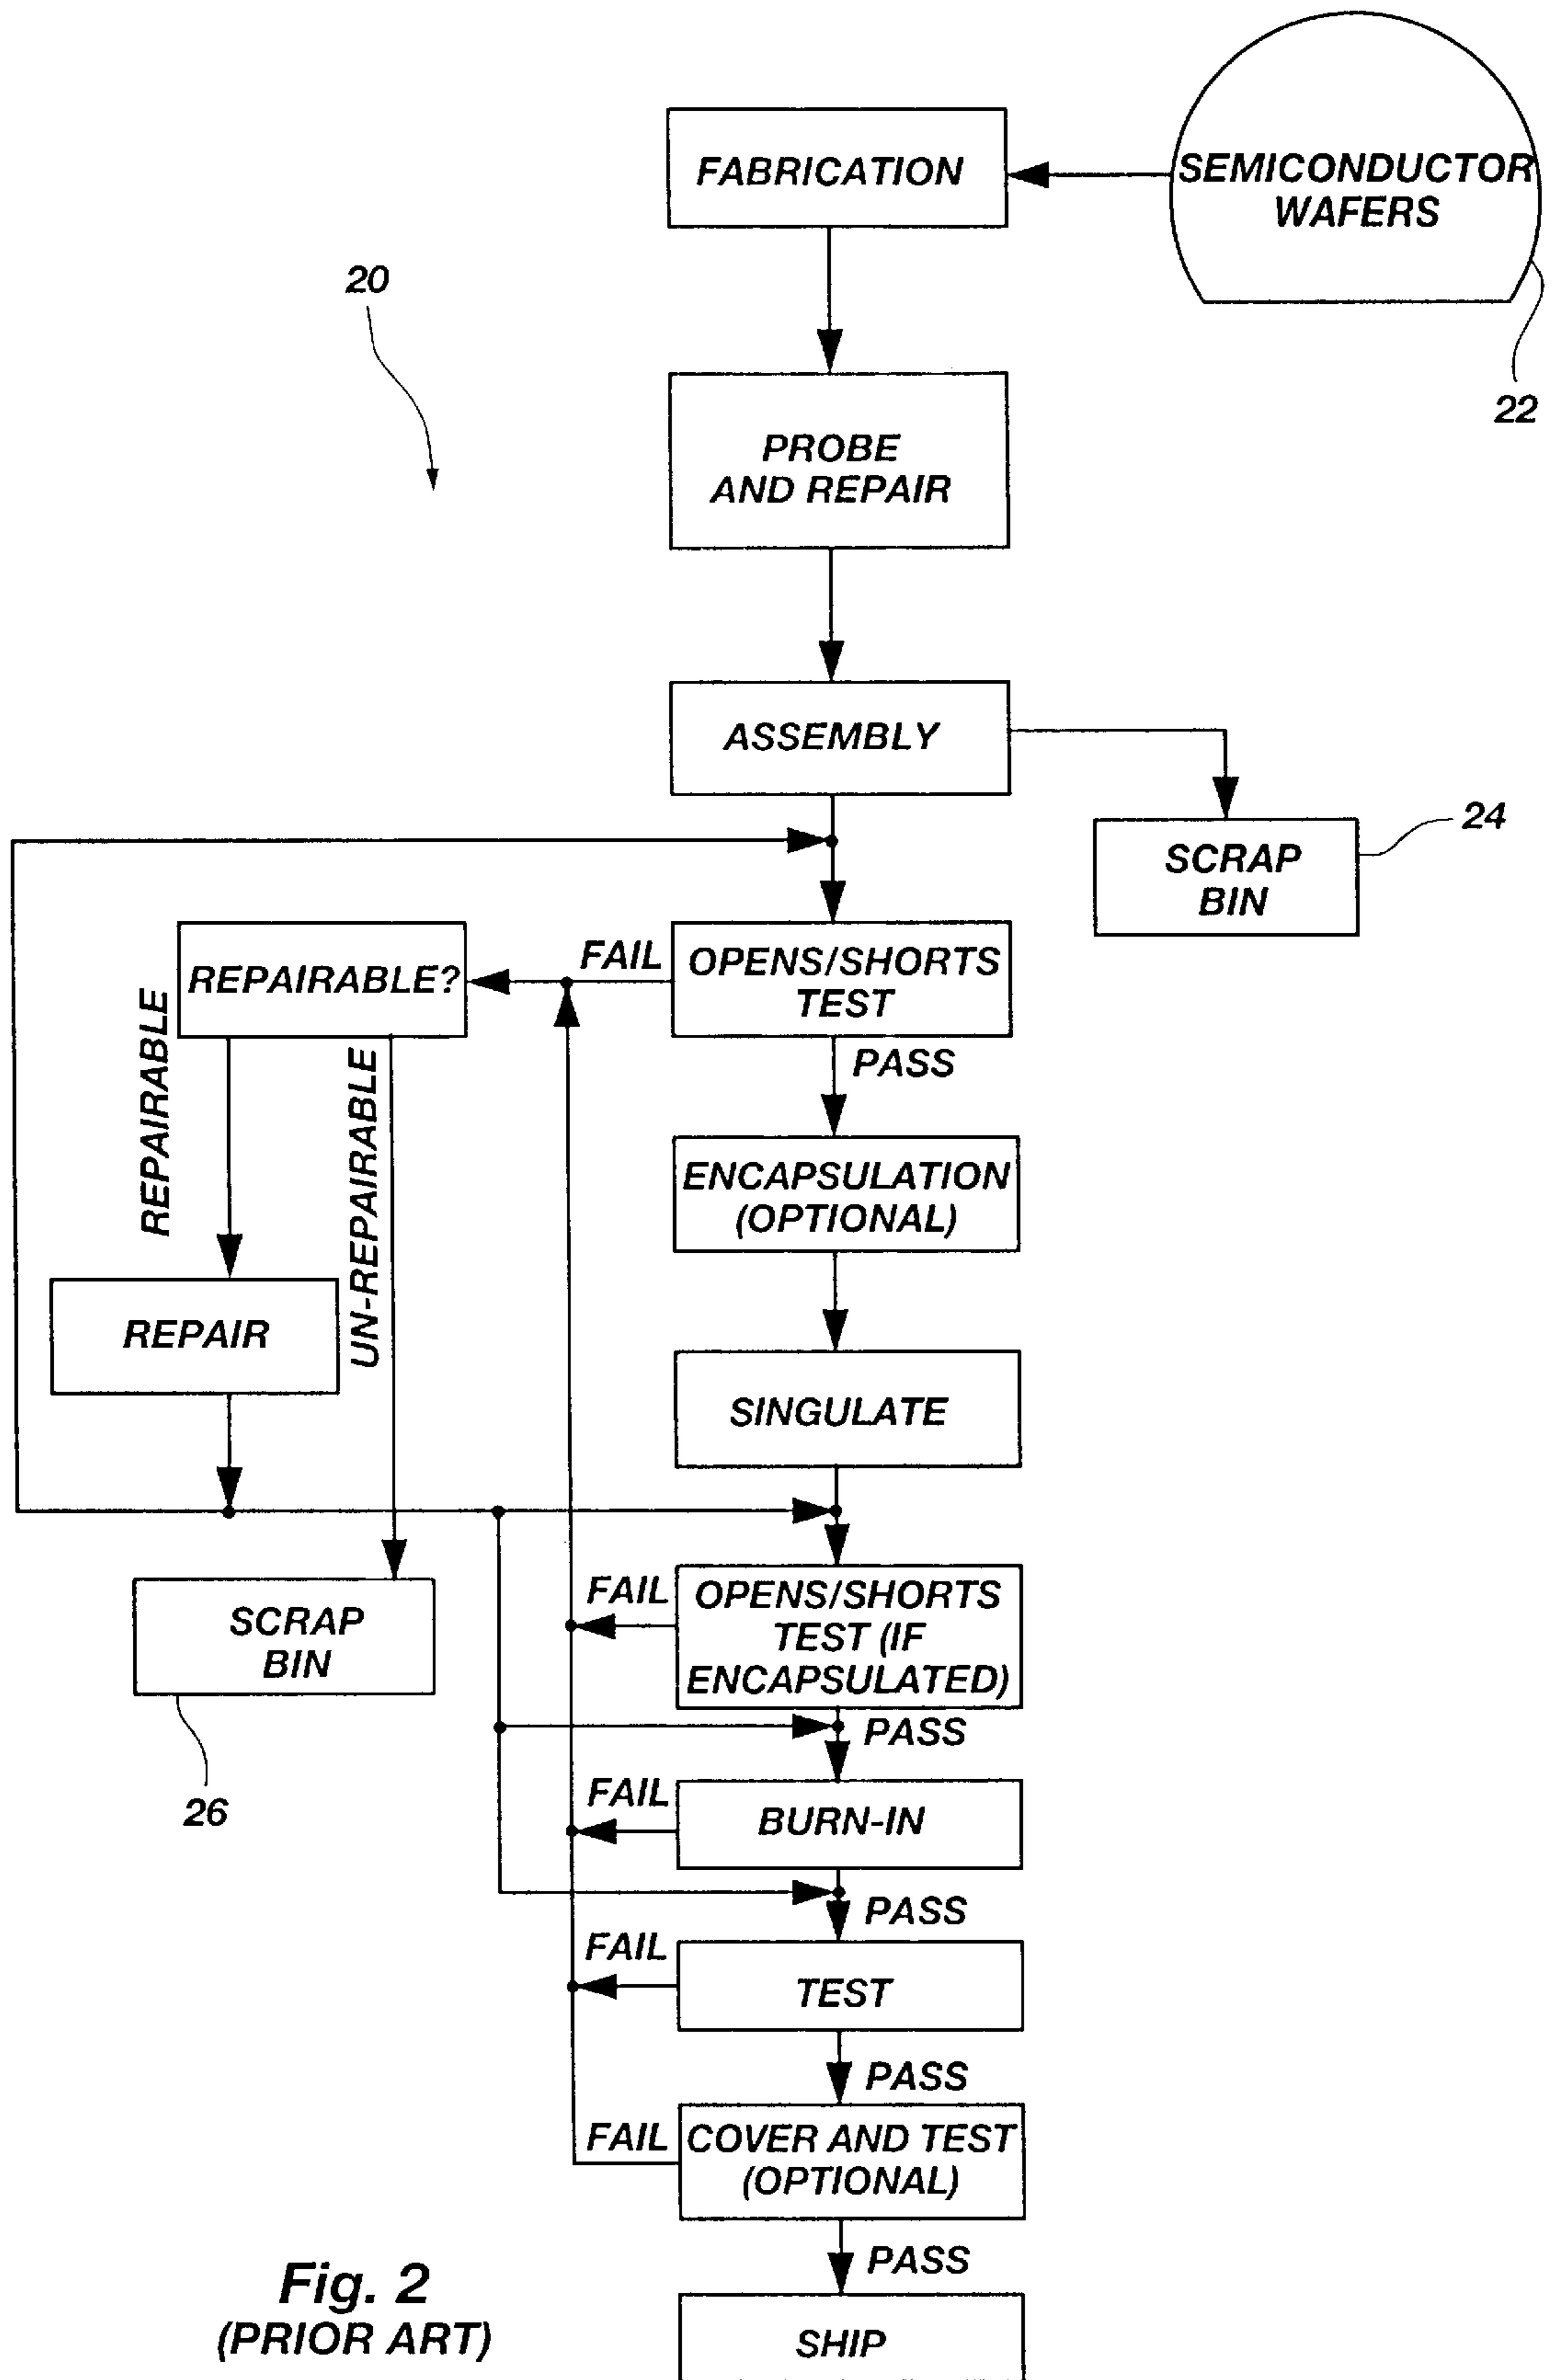 FABRICATION
SEMICONDUCTOR
WAFERS
20
22
PROBE
AND REPAIR
ASSEMBLY
24
SCRAP
BIN
REPAIRABLE?
FAIL
OPENS/SHORTS
TEST
PASS
REPAIRABLE
UN-REPAIRABLE
ENCAPSULATION
(OPTIONAL)
REPAIR
SINGULATE
SCRAP
BIN
26
FAIL
OPENS/SHORTS
TEST (IF
ENCAPSULATED)
PASS
FAIL
BURN-IN
PASS
FAIL
TEST
PASS
FAIL
COVER AND TEST
(OPTIONAL)
PASS
SHIP
Fig. 2
(PRIOR ART)